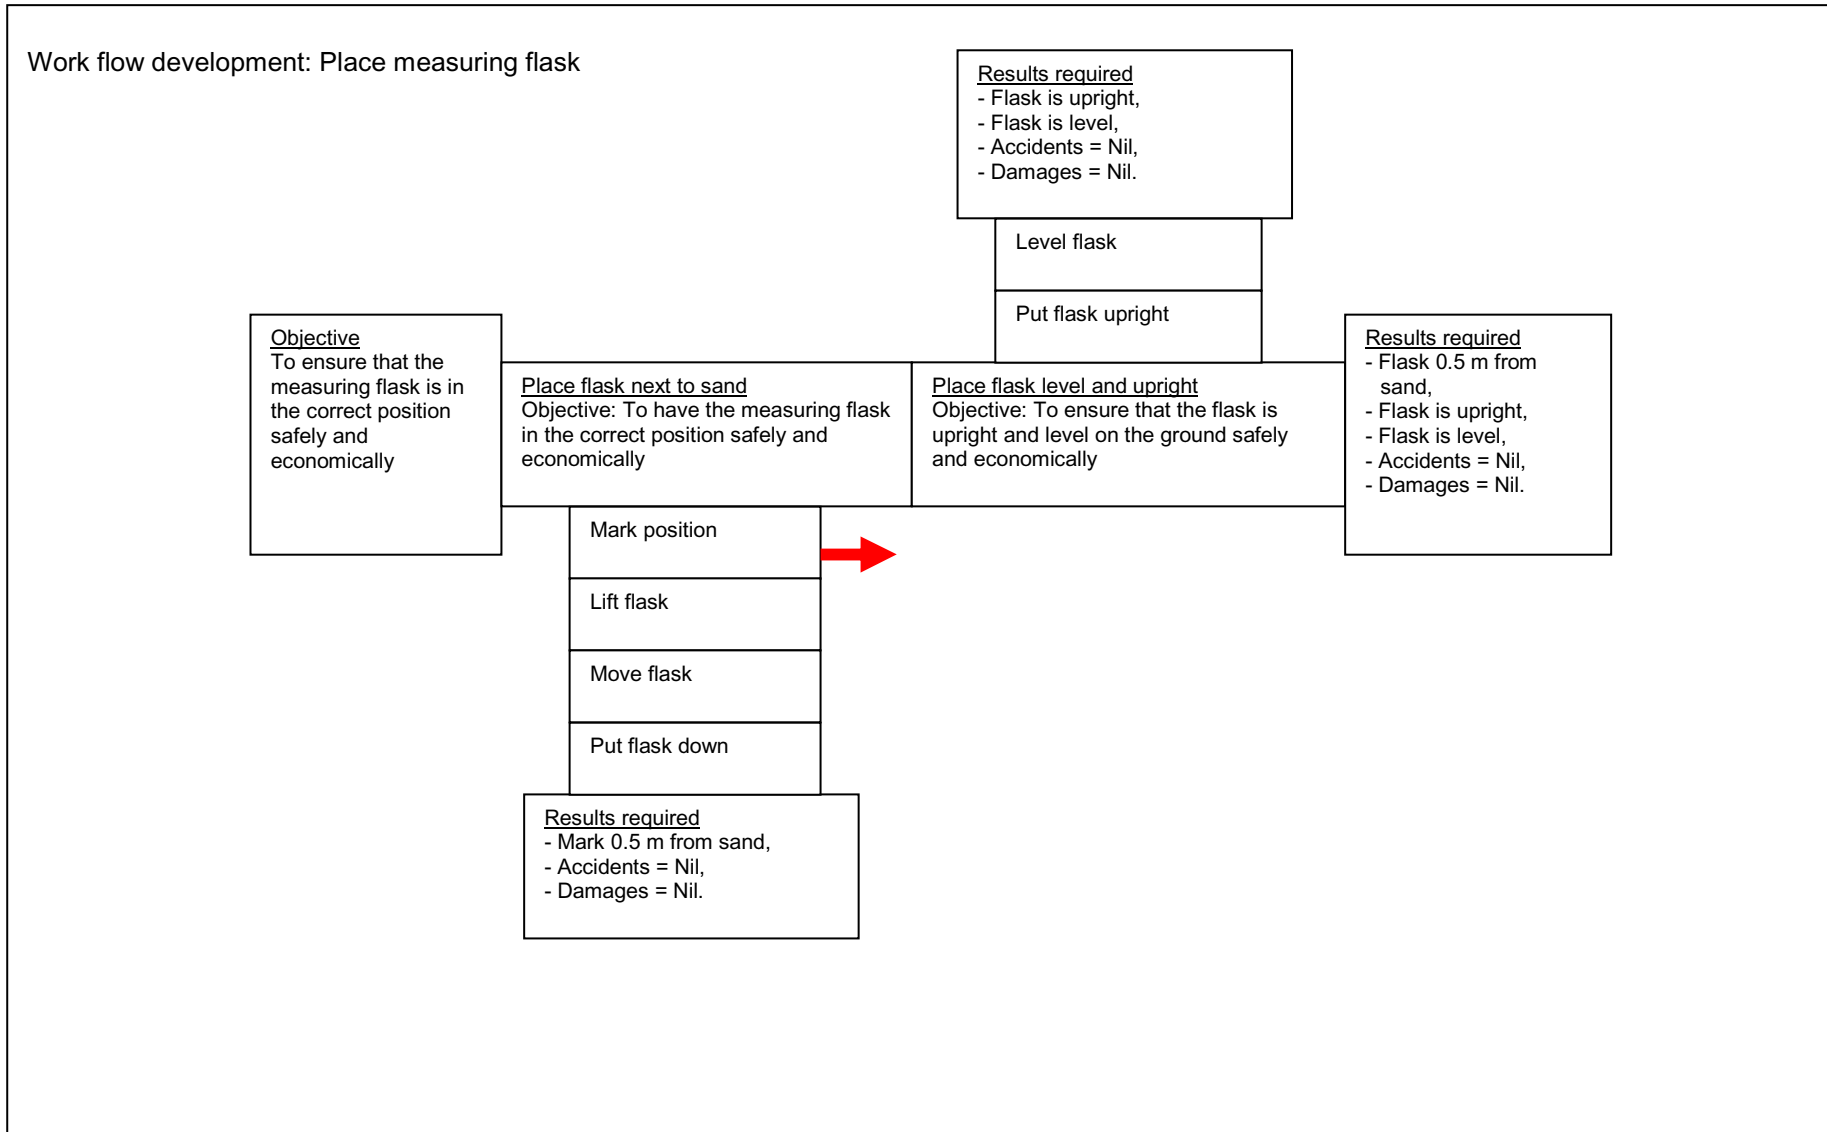 Work flow development: Place measuring flask
Results required
- Flask is upright,
- Flask is level,
- Accidents = Nil,
- Damages = Nil.
Level flask
Put flask upright
Objective
To ensure that the
measuring flask is in
the correct position
safely and
economically
Place flask next to sand
Objective: To have the measuring flask
in the correct position safely and
economically
Place flask level and upright
Objective: To ensure that the flask is
upright and level on the ground safely
and economically
Results required
- Flask 0.5 m from
sand,
- Flask is upright,
- Flask is level,
- Accidents = Nil,
- Damages = Nil.
Mark position
Lift flask
Move flask
Put flask down
Results required
- Mark 0.5 m from sand,
- Accidents = Nil,
- Damages = Nil.